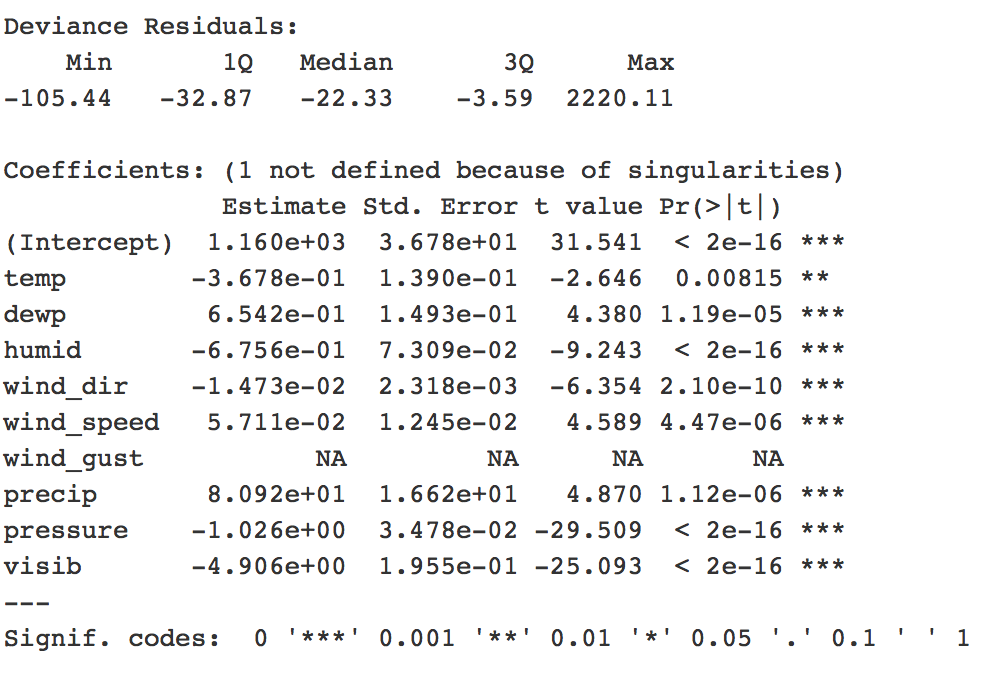 Deviance Residuals:
    Min       1Q   Median       3Q      Max
-105.44   -32.87   -22.33    -3.59  2220.11

Coefficients: (1 not defined because of singularities)
              Estimate Std. Error t value Pr(>|t|)
(Intercept)  1.160e+03  3.678e+01  31.541  < 2e-16 ***
temp        -3.678e-01  1.390e-01  -2.646  0.00815 **
dewp         6.542e-01  1.493e-01   4.380 1.19e-05 ***
humid       -6.756e-01  7.309e-02  -9.243  < 2e-16 ***
wind_dir    -1.473e-02  2.318e-03  -6.354 2.10e-10 ***
wind_speed   5.711e-02  1.245e-02   4.589 4.47e-06 ***
wind_gust           NA         NA      NA       NA
precip       8.092e+01  1.662e+01   4.870 1.12e-06 ***
pressure    -1.026e+00  3.478e-02 -29.509  < 2e-16 ***
visib       -4.906e+00  1.955e-01 -25.093  < 2e-16 ***
---
Signif. codes:  0 '***' 0.001 '**' 0.01 '*' 0.05 '.' 0.1 ' ' 1